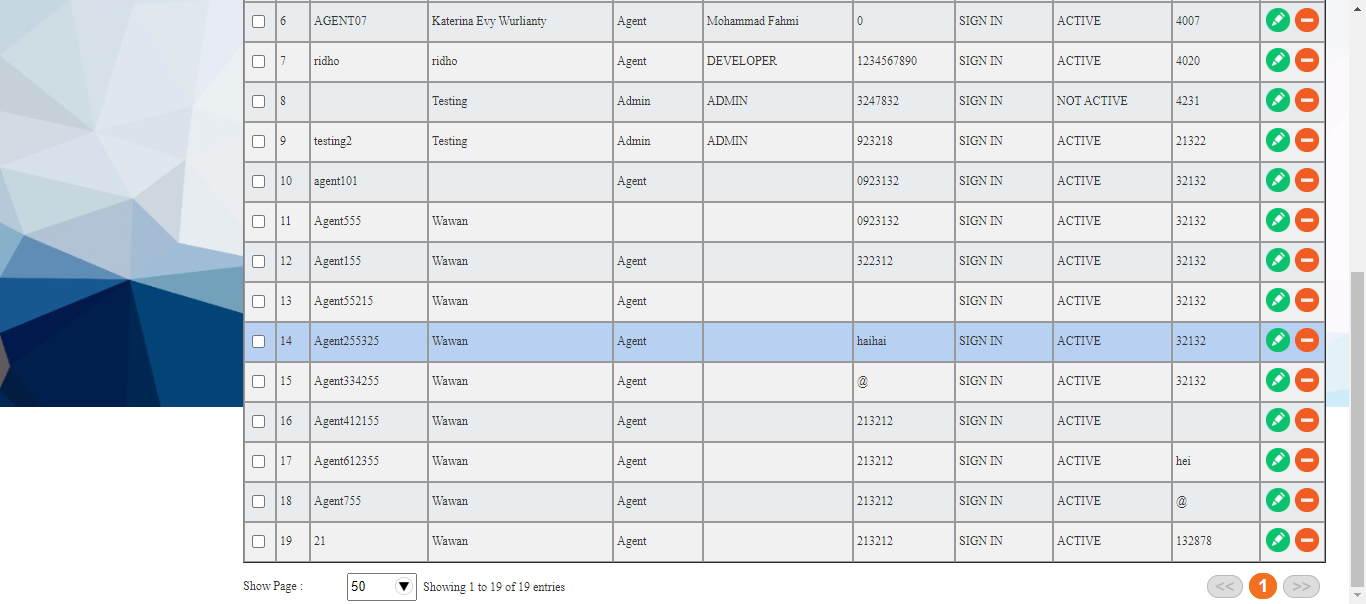 6 AGENT07 Katerina Evy Wurlianty Agent Mohammad Fahmi 0 SIGN IN ACTIVE 4007
7 ridho ridho Agent DEVELOPER 1234567890 SIGN IN ACTIVE 4020
8 Testing Admin ADMIN 3247832 SIGN IN NOT ACTIVE 4231
9 testing2 Testing Admin ADMIN 923218 SIGN IN ACTIVE 21322
10 agent101 Agent 0923132 SIGN IN ACTIVE 32132
11 Agent555 Wawan 0923132 SIGN IN ACTIVE 32132
12 Agent155 Wawan Agent 322312 SIGN IN ACTIVE 32132
13 Agent55215 Wawan Agent SIGN IN ACTIVE 32132
14 Agent255325 Wawan Agent haihai SIGN IN ACTIVE 32132
15 Agent334255 Wawan Agent @ SIGN IN ACTIVE 32132
16 Agent412155 Wawan Agent 213212 SIGN IN ACTIVE
17 Agent612355 Wawan Agent 213212 SIGN IN ACTIVE hei
18 Agent755 Wawan Agent 213212 SIGN IN ACTIVE @
19 21 Wawan Agent 213212 SIGN IN ACTIVE 132878
Show Page : 50 Showing 1 to 19 of 19 entries << 1 >>